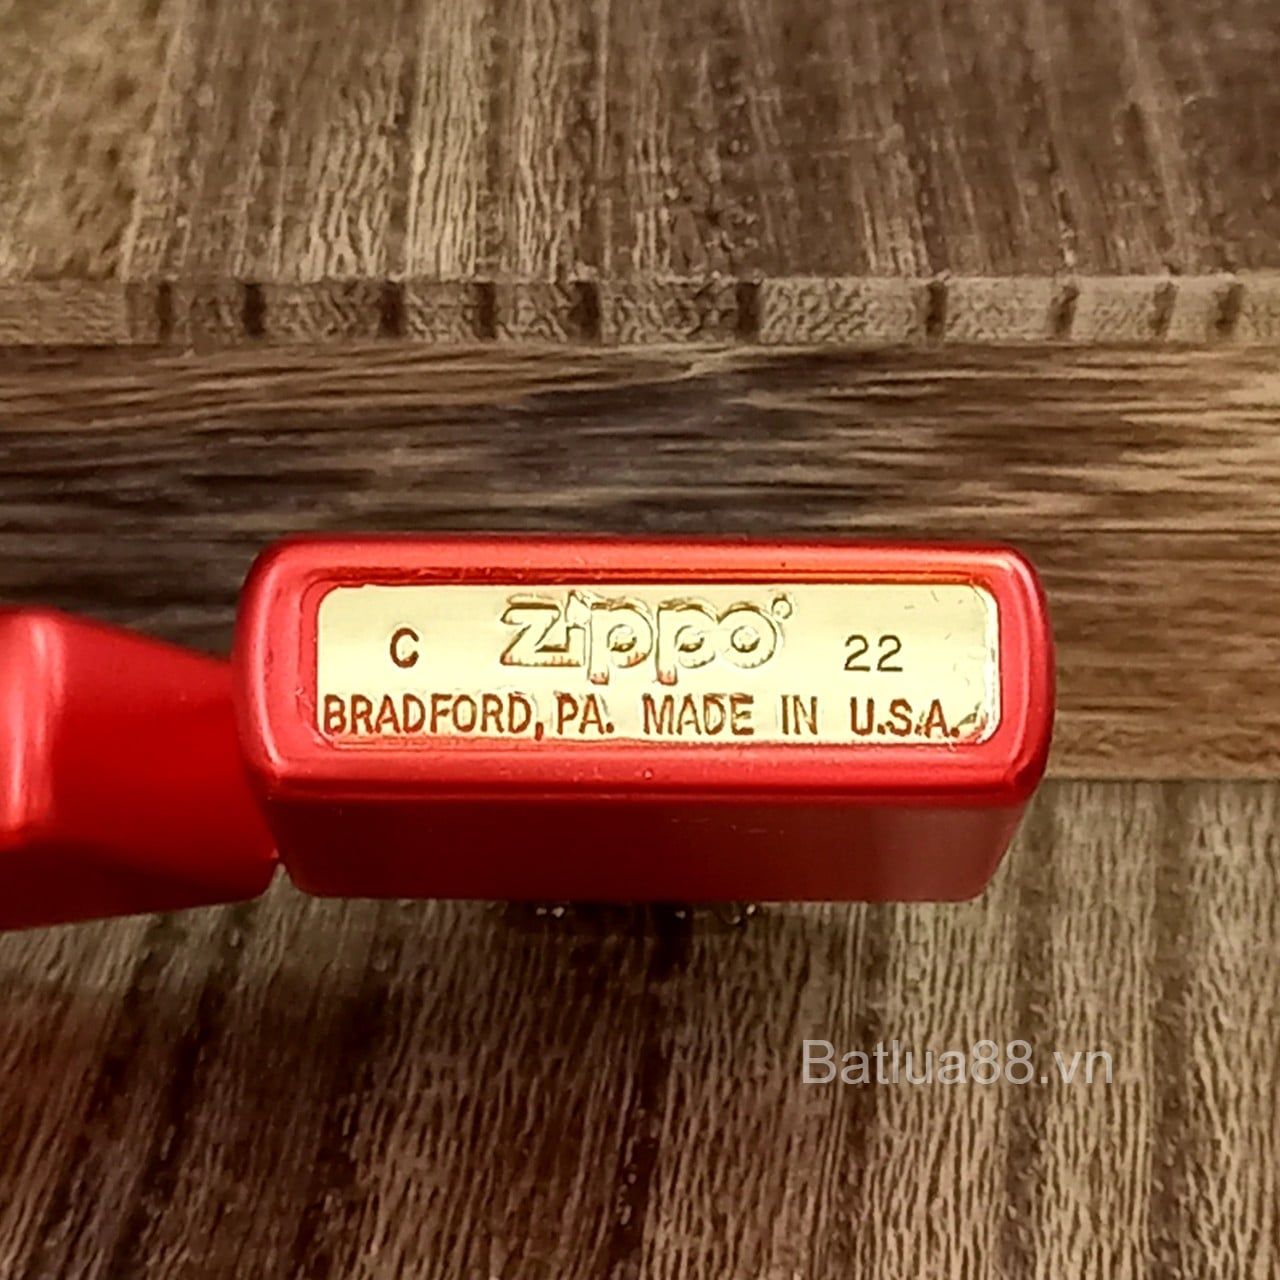 C zippo 22
BRADFORD, PA. MADE IN U.S.A.
Batlua88.vn